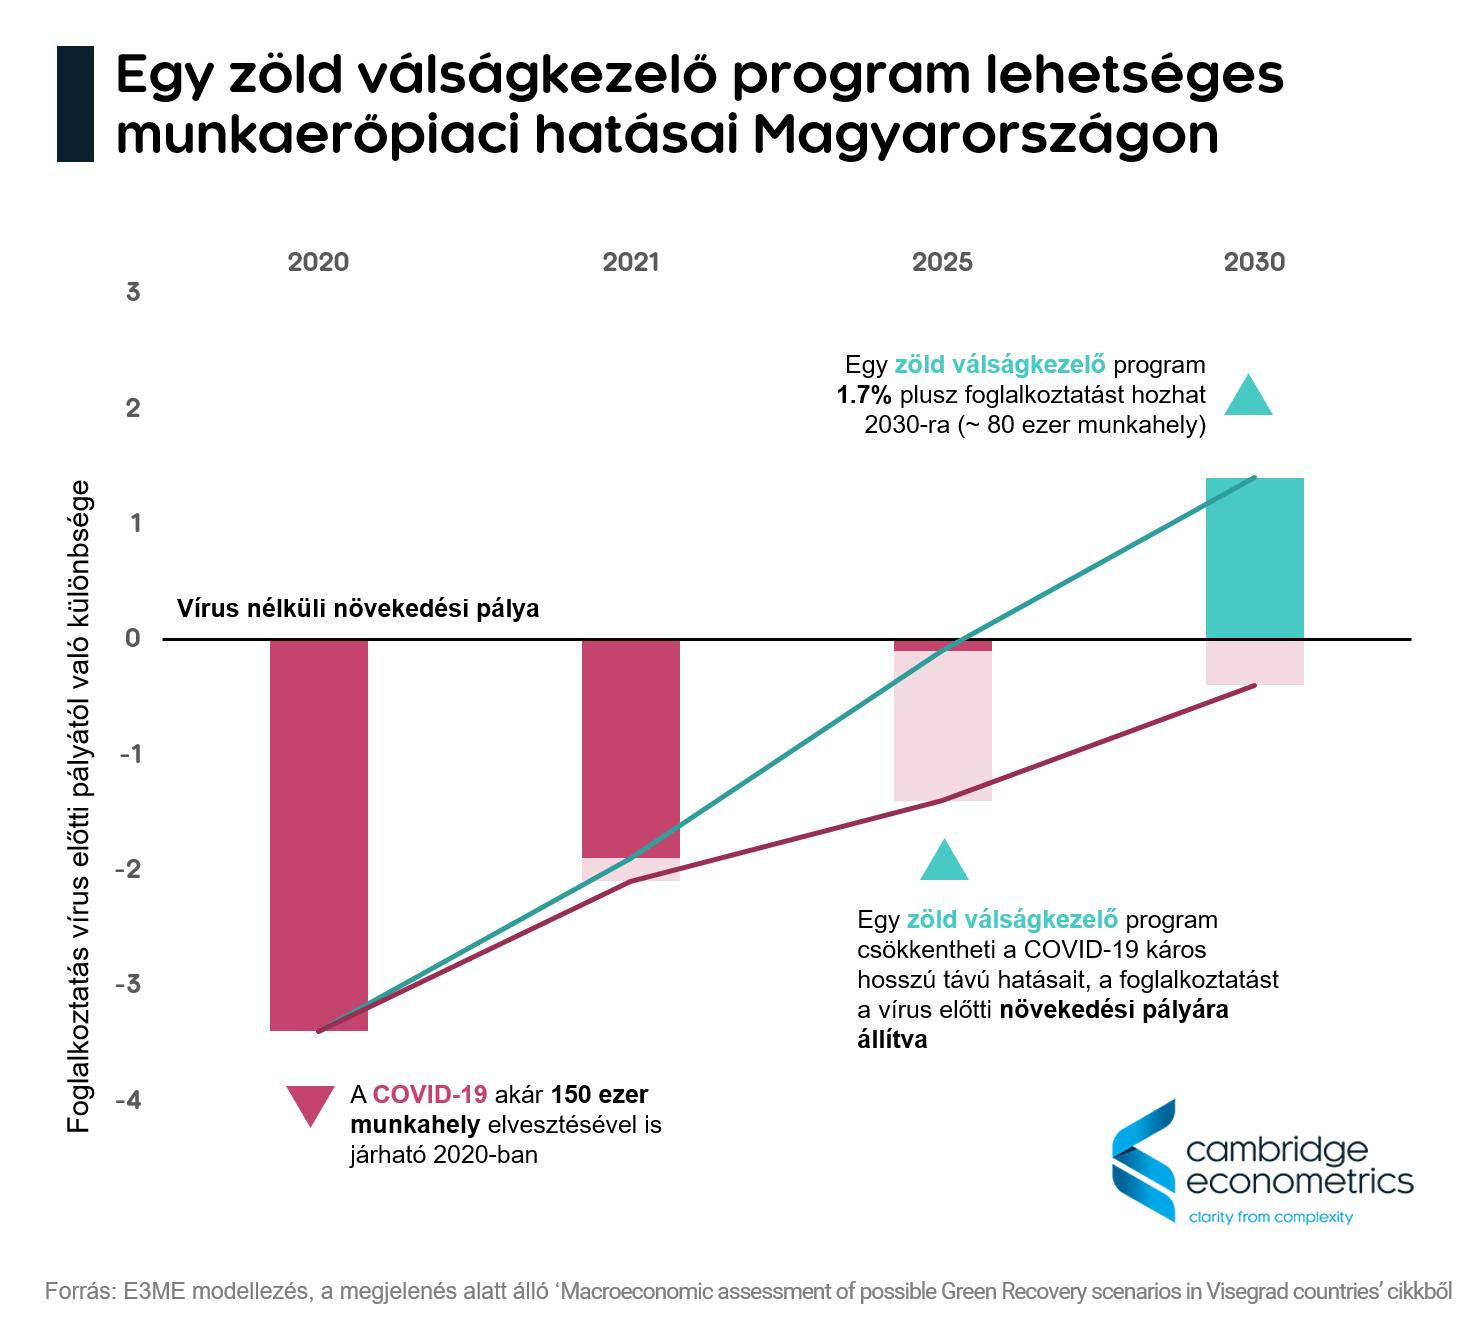 Egy zöld válságkezelő program lehetséges
munkaerőpiaci hatásai Magyarországon
2020 2021 2025 2030
3
Egy zöld válságkezelő program
1.7% plusz foglalkoztatást hozhat
2030-ra (~ 80 ezer munkahely)
2
1
Foglalkoztatás vírus előtti pályától való különbsége
Vírus nélküli növekedési pálya
0
-1
-2
Egy zöld válságkezelő program
csökkentheti a COVID-19 káros
hosszú távú hatásait, a foglalkoztatást
a vírus előtti növekedési pályára
állítva
-3
-4
A COVID-19 akár 150 ezer
munkahely elvesztésével is
járható 2020-ban
cambridge
econometrics
clarity from complexity
Forrás: E3ME modellezés, a megjelenés alatt álló ‘Macroeconomic assessment of possible Green Recovery scenarios in Visegrad countries’ cikkből